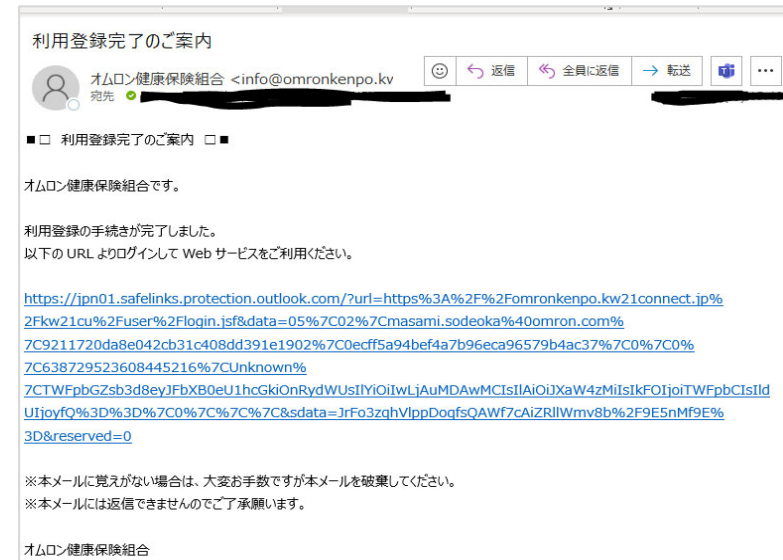 利用登録完了のご案内
オムロン健康保険組合 <info@omronkenpo.kv
返信
全員に返信
転送
宛先
■□ 利用登録完了のご案内 □■
オムロン健康保険組合です。
利用登録の手続きが完了しました。
以下の URL よりログインして Web サービスをご利用ください。
https://jpn01.safelinks.protection.outlook.com/?url=https%3A%2F%2Fomronkenpo.kw21connect.jp%
2Fkw21cu%2Fuser%2Flogin.jsf&data=05%7C02%7Cmasami.sodeoka%40omron.com%
7C9211720da8e042cb31c408dd391e1902%7C0ecff5a94bef4a7b96eca96579b4ac37%7C0%7C0%
7C638729523608445216%7CUnknown%
7CTWFpbGZsb3d8eyJFbXB0eU1hcGkiOnRydWUsIlYiOiIwLjAuMDAwMCIsIlAiOiJXaW4zMiIsIkFOIjoiTWFpbCIsIld
UIjoyfQ%3D%3D%7C0%7C%7C%7C&sdata=JrFo3zqhVlppDoqfsQAWf7cAiZRllWmv8b%2F9E5nMf9E%
3D&reserved=0
※本メールに覚えがない場合は、大変お手数ですが本メールを破棄してください。
※本メールには返信できませんのでご了承願います。
オムロン健康保険組合